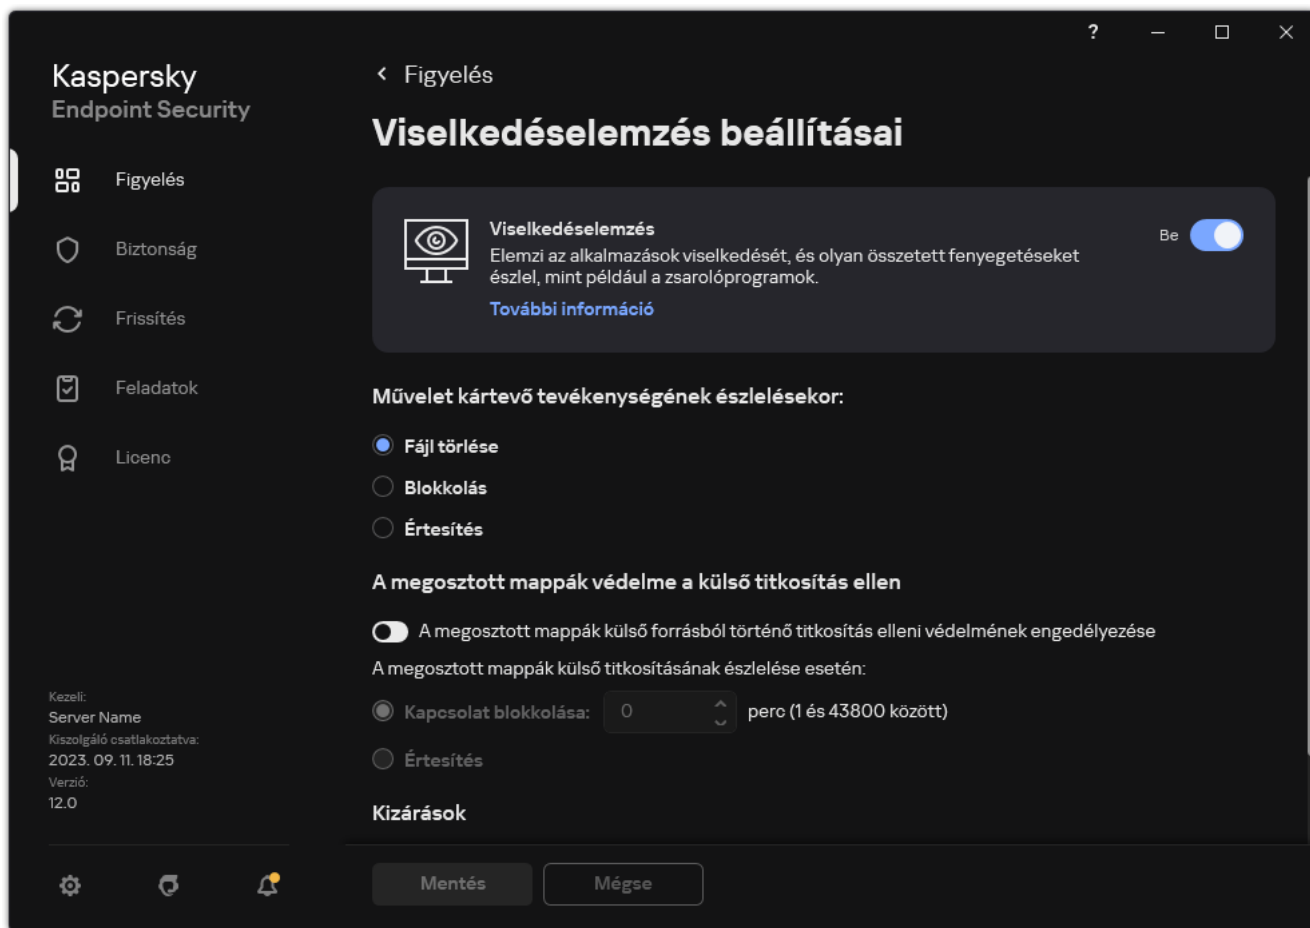 ?
Kaspersky
Endpoint Security
Figyelés
Biztonság
Frissítés
Feladatok
Licenc
Kezeli:
Server Name
Kiszolgáló csatlakoztatva:
2023. 09. 11. 18:25
Verzió:
12.0
Figyelés
Viselkedéselemzés beállításai
Viselkedéselemzés
Elemzi az alkalmazások viselkedését, és olyan összetett fenyegetéseket
észlel, mint például a zsarolóprogramok.
További információ
Be
Művelet kártevő tevékenységének észlelésekor:
Fájl törlése
Blokkolás
Értesítés
A megosztott mappák védelme a külső titkosítás ellen
A megosztott mappák külső forrásból történő titkosítás elleni védelmének engedélyezése
A megosztott mappák külső titkosításának észlelése esetén:
Kapcsolat blokkolása: 0 perc (1 és 43800 között)
Értesítés
Kizárások
Mentés Mégse